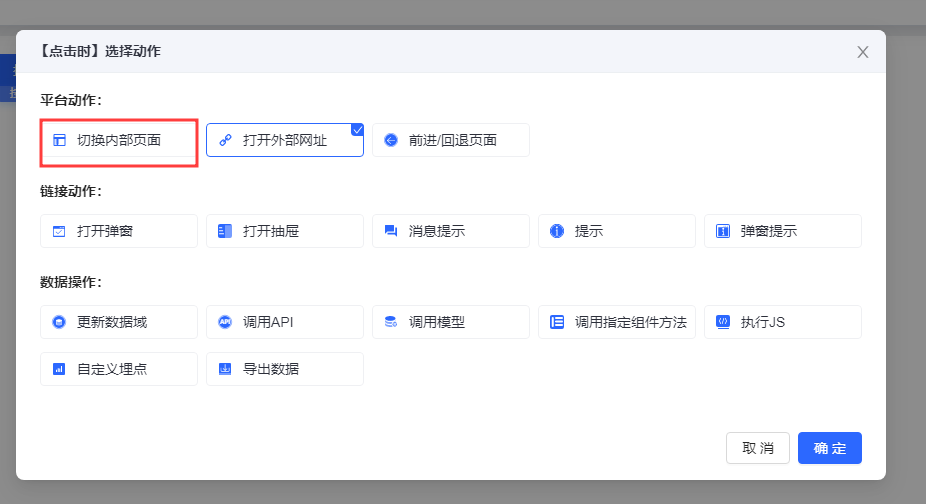 【点击时】选择动作
平台动作：
切换内部页面 打开外部网址 前进/回退页面
链接动作：
打开弹窗 打开抽屉 消息提示 提示 弹窗提示
数据操作：
更新数据域 调用API 调用模型 调用指定组件方法 执行JS
自定义埋点 导出数据
取 消 确 定